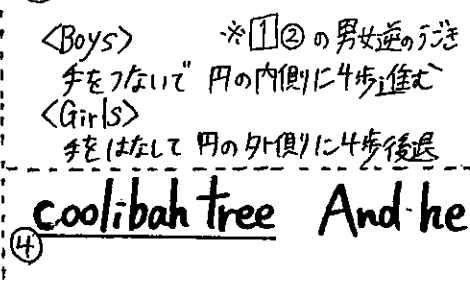 <Boys> ※1②の男女逆のうごき
手をつないで 円の内側に4歩進む
<Girls>
手をはなして 円の外側に4歩後退
coolibah tree And he
④